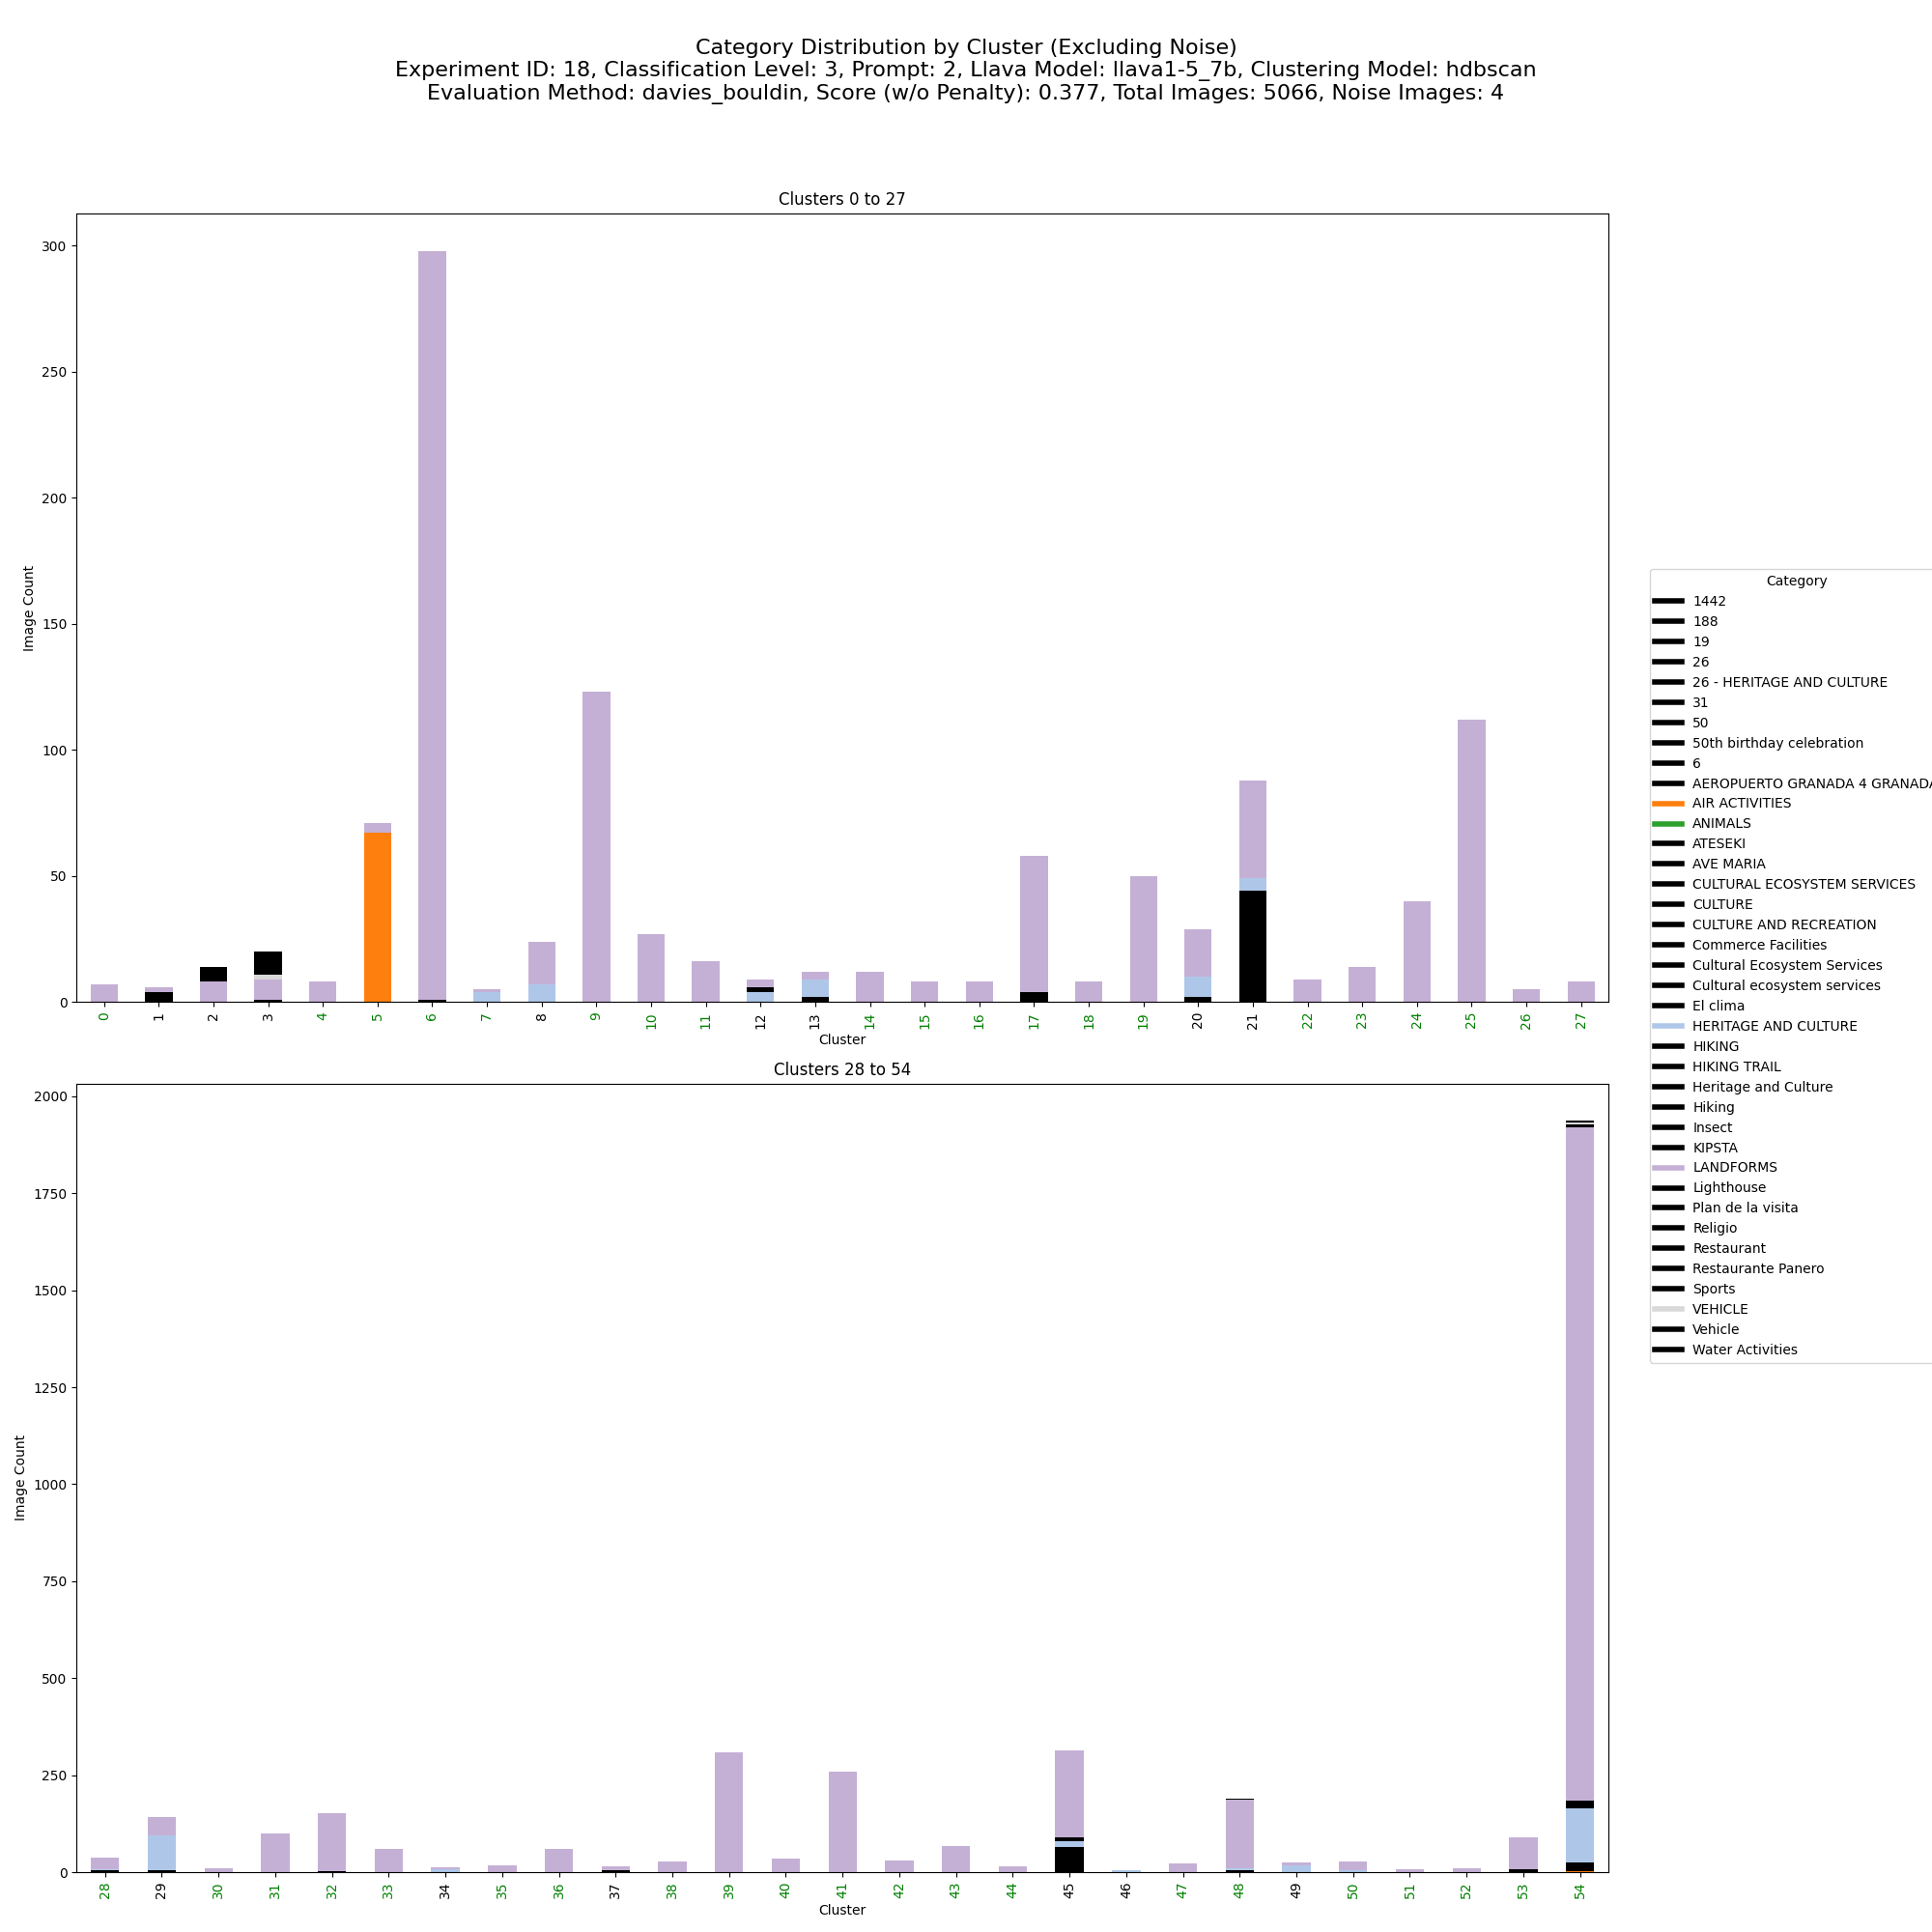 Category Distribution by Cluster (Excluding Noise)
Experiment ID: 18, Classification Level: 3, Prompt: 2, Llava Model: llava1-5_7b, Clustering Model: hdbscan
Evaluation Method: davies_bouldin, Score (w/o Penalty): 0.377, Total Images: 5066, Noise Images: 4
Clusters 0 to 27
300
250
200
150
100
50
0
Image Count
0 1 2 3 4 5 6 7 8 9 10 11 12 13 14 15 16 17 18 19 20 21 22 23 24 25 26 27
Cluster
Clusters 28 to 54
2000
1750
1500
1250
1000
750
500
250
0
Image Count
28 29 30 31 32 33 34 35 36 37 38 39 40 41 42 43 44 45 46 47 48 49 50 51 52 53 54
Cluster
Category
1442
188
19
26
26 - HERITAGE AND CULTURE
31
50
50th birthday celebration
6
AEROPUERTO GRANADA 4 GRANADA
AIR ACTIVITIES
ANIMALS
ATESEKI
AVE MARIA
CULTURAL ECOSYSTEM SERVICES
CULTURE
CULTURE AND RECREATION
Commerce Facilities
Cultural Ecosystem Services
Cultural ecosystem services
El clima
HERITAGE AND CULTURE
HIKING
HIKING TRAIL
Heritage and Culture
Hiking
Insect
KIPSTA
LANDFORMS
Lighthouse
Plan de la visita
Religio
Restaurant
Restaurante Panero
Sports
VEHICLE
Vehicle
Water Activities